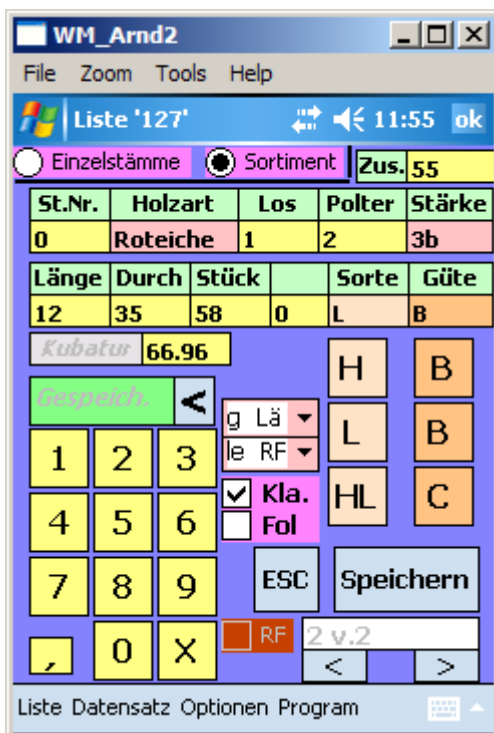 WM_Arnd2
File Zoom Tools Help
Liste '127' 11:55 ok
Einzelstämme Sortiment Zus. 55
St.Nr. Holzart Los Polter Stärke
0 Roteiche 1 2 3b
Länge Durch Stück Sorte Güte
12 35 58 0 L B
Kubatur 66.96
H B
Gespeich. <
g Lä
L B
le RF
1 2 3
Kla.
HL C
4 5 6
Fol
7 8 9
ESC Speichern
RF 2 v.2
, 0 X
< >
Liste Datensatz Optionen Program